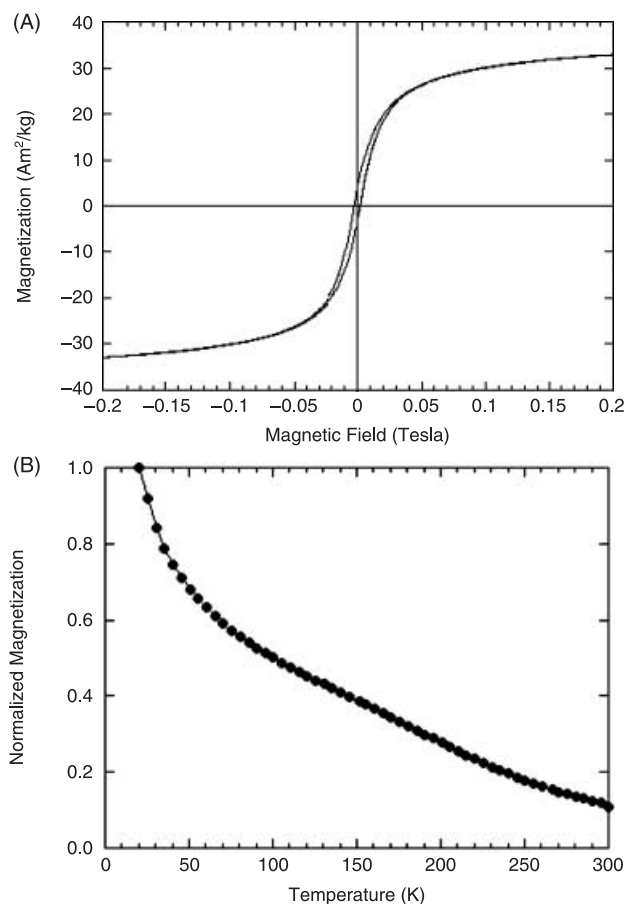 (A)
40
30
20
10
0
−10
−20
−30
−40
Magnetization (Am²/kg)
−0.2 −0.15 −0.1 −0.05 0 0.05 0.1 0.15 0.2
Magnetic Field (Tesla)
(B)
1.0
0.8
0.6
0.4
0.2
0.0
Normalized Magnetization
0 50 100 150 200 250 300
Temperature (K)